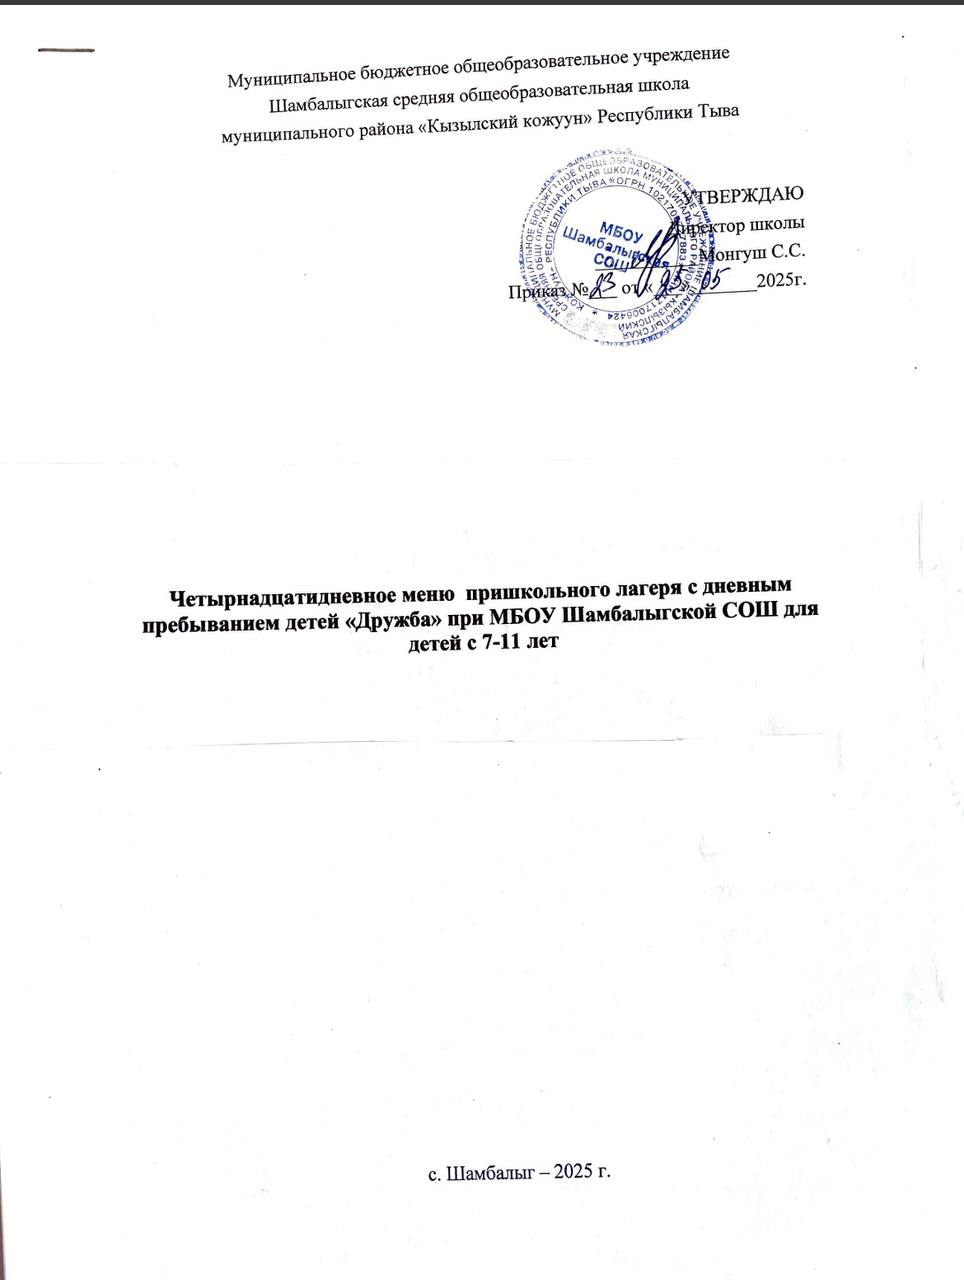 Муниципальное бюджетное общеобразовательное учреждение
Шамбалыгская средняя общеобразовательная школа
муниципального района «Кызылский кожуун» Республики Тыва
УТВЕРЖДАЮ
Директор школы
Монгуш С.С.
Приказ № 23 от « 05 2025г.
МБОУ
Шамбалыгская
СОШ
Четырнадцатидневное меню пришкольного лагеря с дневным
пребыванием детей «Дружба» при МБОУ Шамбалыгской СОШ для
детей с 7-11 лет
с. Шамбалыг – 2025 г.